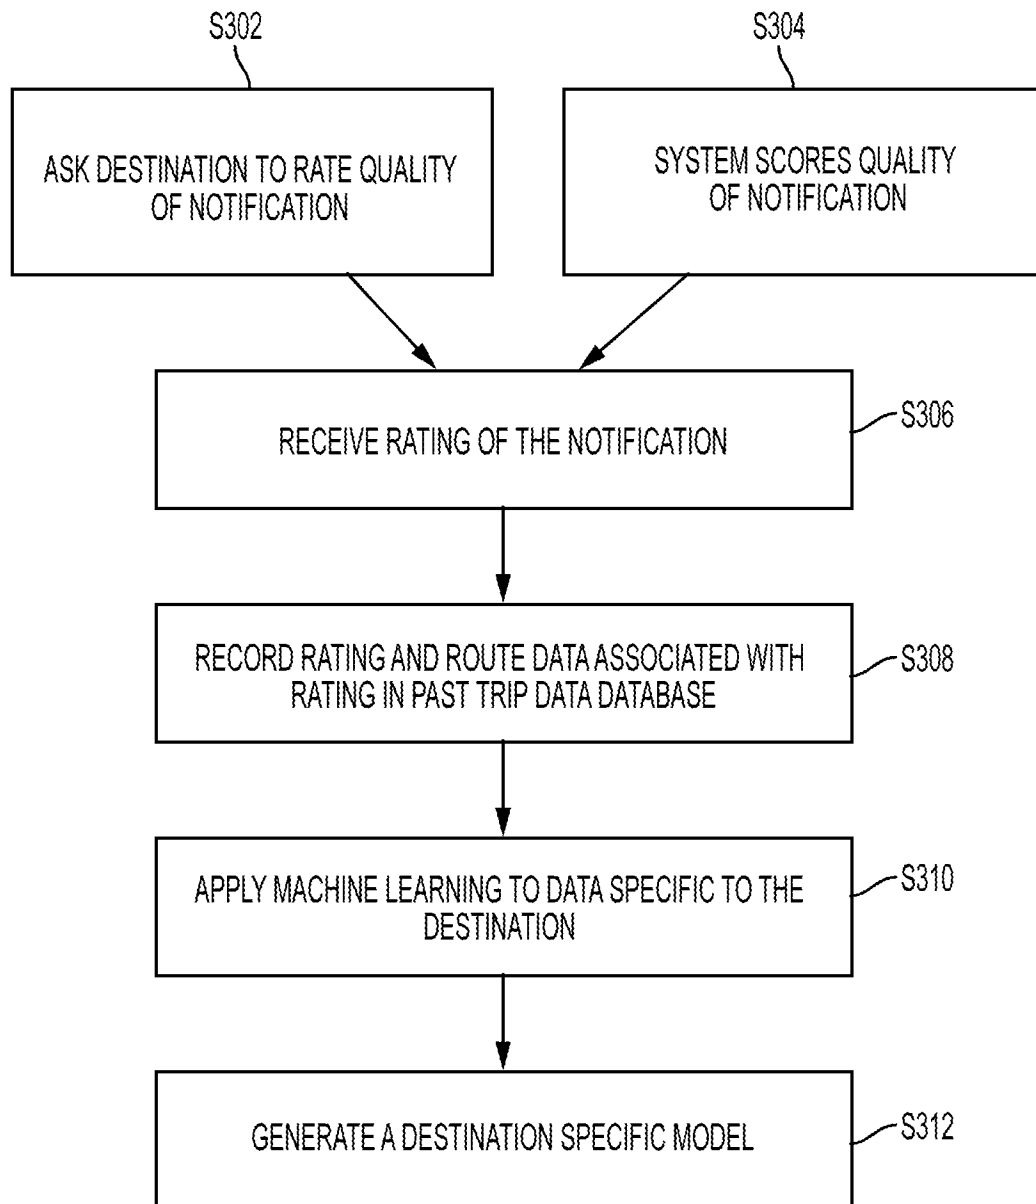 S302
S304
ASK DESTINATION TO RATE QUALITY
OF NOTIFICATION
SYSTEM SCORES QUALITY
OF NOTIFICATION
RECEIVE RATING OF THE NOTIFICATION
S306
RECORD RATING AND ROUTE DATA ASSOCIATED WITH
RATING IN PAST TRIP DATA DATABASE
S308
APPLY MACHINE LEARNING TO DATA SPECIFIC TO THE
DESTINATION
S310
GENERATE A DESTINATION SPECIFIC MODEL
S312